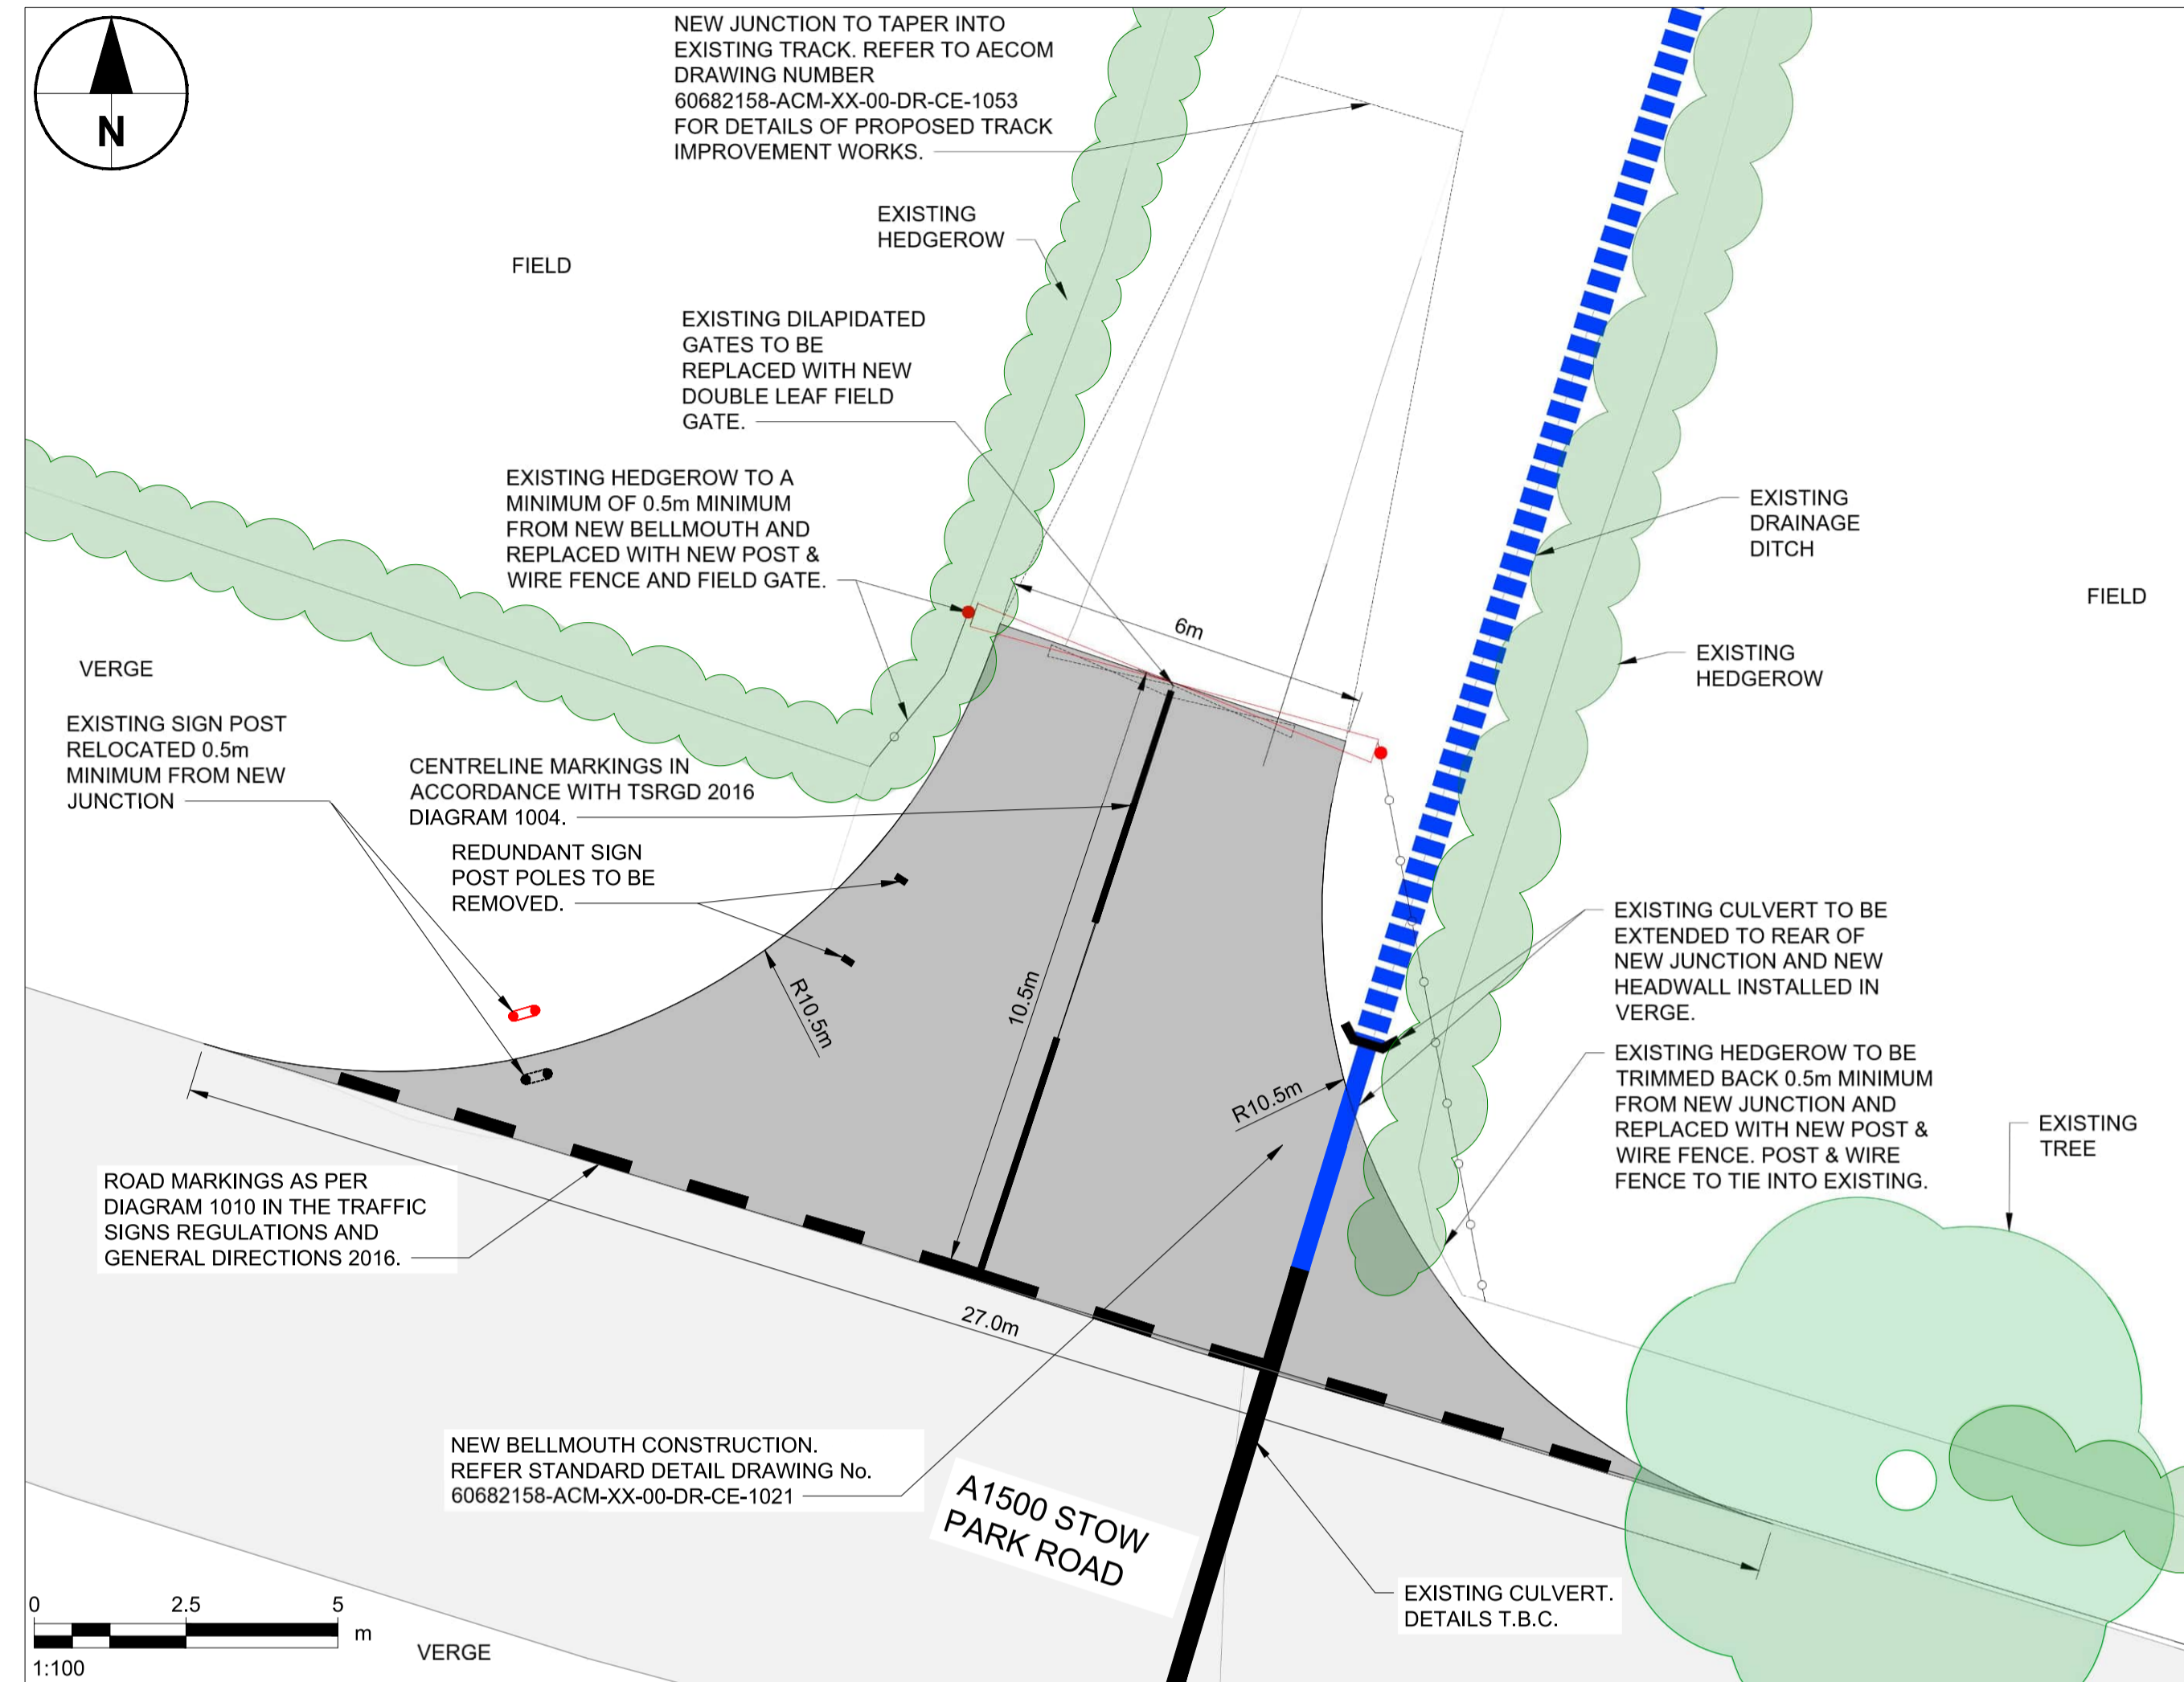 N
NEW JUNCTION TO TAPER INTO
EXISTING TRACK. REFER TO AECOM
DRAWING NUMBER
60682158-ACM-XX-00-DR-CE-1053
FOR DETAILS OF PROPOSED TRACK
IMPROVEMENT WORKS.
EXISTING
HEDGEROW
FIELD
EXISTING DILAPIDATED
GATES TO BE
REPLACED WITH NEW
DOUBLE LEAF FIELD
GATE.
EXISTING HEDGEROW TO A
MINIMUM OF 0.5m MINIMUM
FROM NEW BELLMOUTH AND
REPLACED WITH NEW POST &
WIRE FENCE AND FIELD GATE.
EXISTING
DRAINAGE
DITCH
FIELD
6m
EXISTING
HEDGEROW
VERGE
EXISTING SIGN POST
RELOCATED 0.5m
MINIMUM FROM NEW
JUNCTION
CENTRELINE MARKINGS IN
ACCORDANCE WITH TSRGD 2016
DIAGRAM 1004.
REDUNDANT SIGN
POST POLES TO BE
REMOVED.
R10.5m
10.5m
R10.5m
EXISTING CULVERT TO BE
EXTENDED TO REAR OF
NEW JUNCTION AND NEW
HEADWALL INSTALLED IN
VERGE.
EXISTING HEDGEROW TO BE
TRIMMED BACK 0.5m MINIMUM
FROM NEW JUNCTION AND
REPLACED WITH NEW POST &
WIRE FENCE. POST & WIRE
FENCE TO TIE INTO EXISTING.
EXISTING
TREE
ROAD MARKINGS AS PER
DIAGRAM 1010 IN THE TRAFFIC
SIGNS REGULATIONS AND
GENERAL DIRECTIONS 2016.
27.0m
NEW BELLMOUTH CONSTRUCTION.
REFER STANDARD DETAIL DRAWING No.
60682158-ACM-XX-00-DR-CE-1021
A1500 STOW
PARK ROAD
EXISTING CULVERT.
DETAILS T.B.C.
0 2.5 5
m
1:100
VERGE